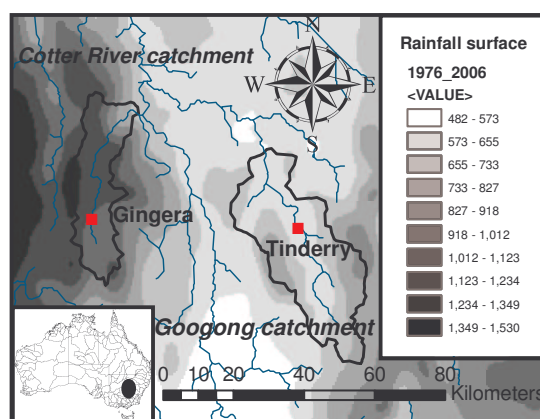 Cotter River catchment
N
W
E
S
Gingera
Tinderry
Googong catchment
0 10 20 40 60 80
Kilometers
Rainfall surface
1976_2006
<VALUE>
482 - 573
573 - 655
655 - 733
733 - 827
827 - 918
918 - 1,012
1,012 - 1,123
1,123 - 1,234
1,234 - 1,349
1,349 - 1,530